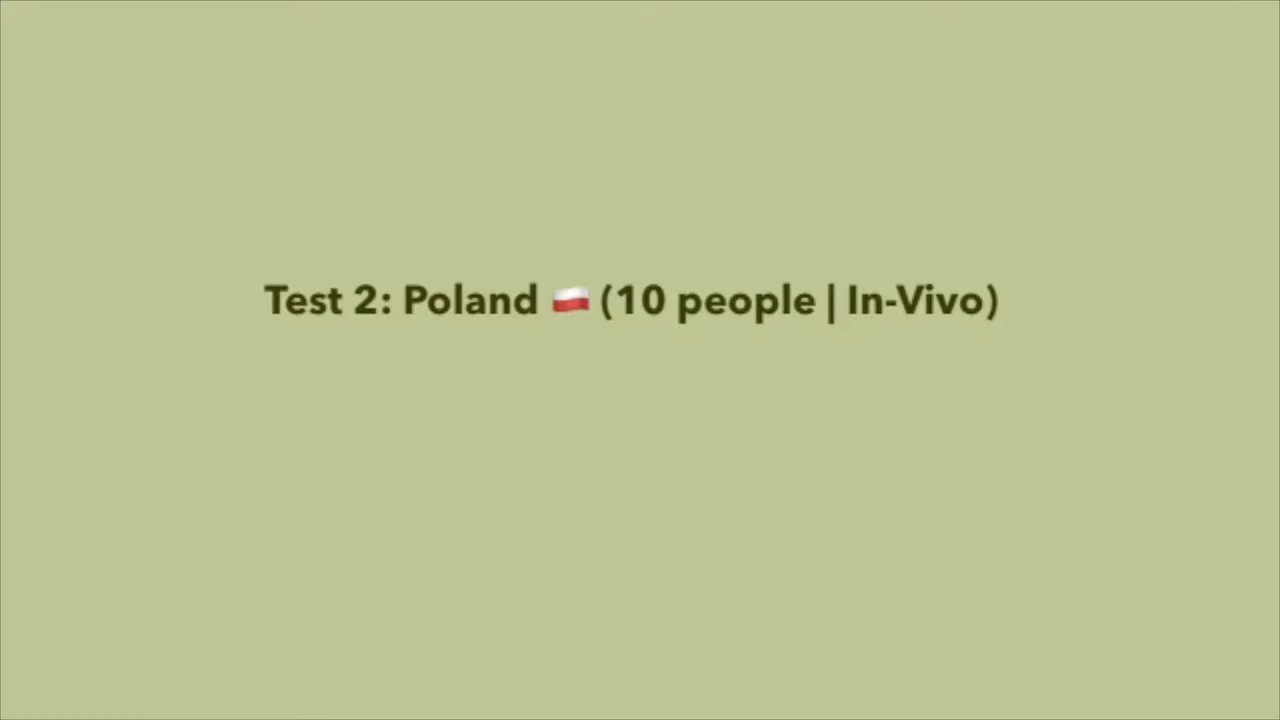 Test 2: Poland 🇵🇱 (10 people | In-Vivo)